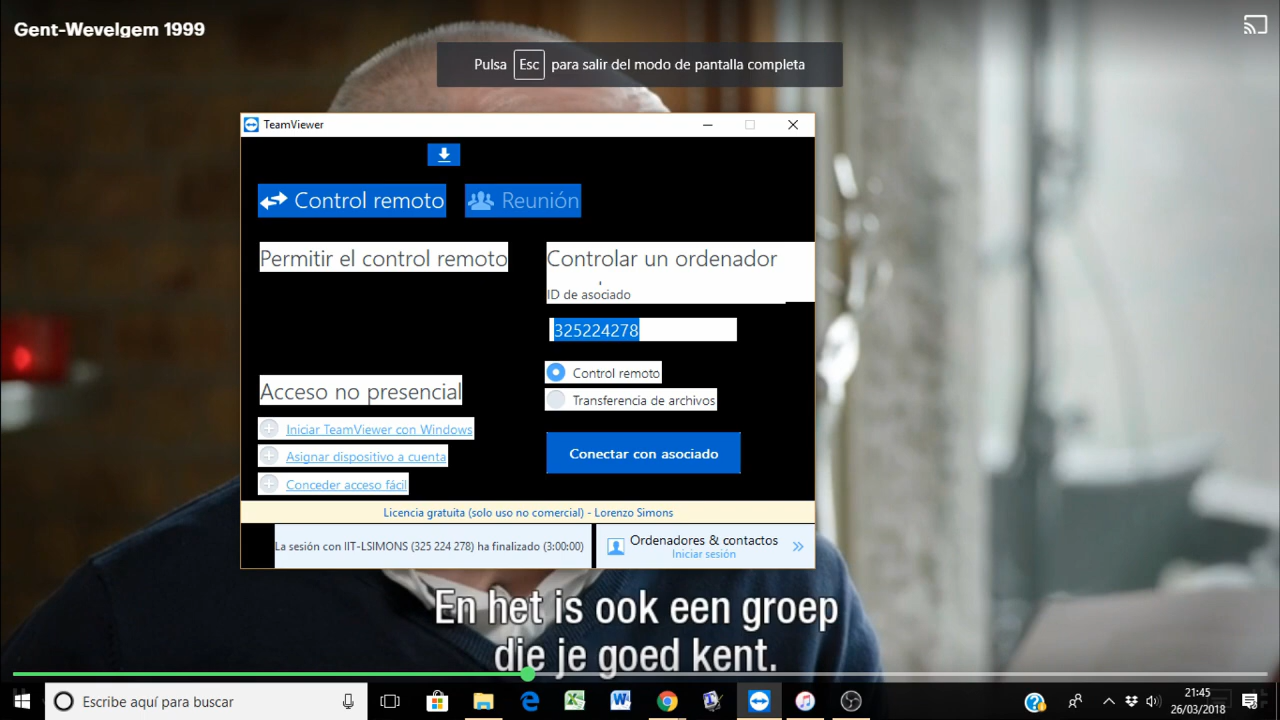 Gent-Wevelgem 1999
Pulsa Esc para salir del modo de pantalla completa
TeamViewer
Control remoto
Reunión
Permitir el control remoto
Controlar un ordenador
ID de asociado
325224278
Control remoto
Transferencia de archivos
Acceso no presencial
Iniciar TeamViewer con Windows
Asignar dispositivo a cuenta
Conceder acceso fácil
Conectar con asociado
Licencia gratuita (solo uso no comercial) - Lorenzo Simons
La sesión con IIT-LSIMONS (325 224 278) ha finalizado (3:00:00)
Ordenadores & contactos
Iniciar sesión
En het is ook een groep
die je goed kent.
Escribe aquí para buscar
21:45
26/03/2018